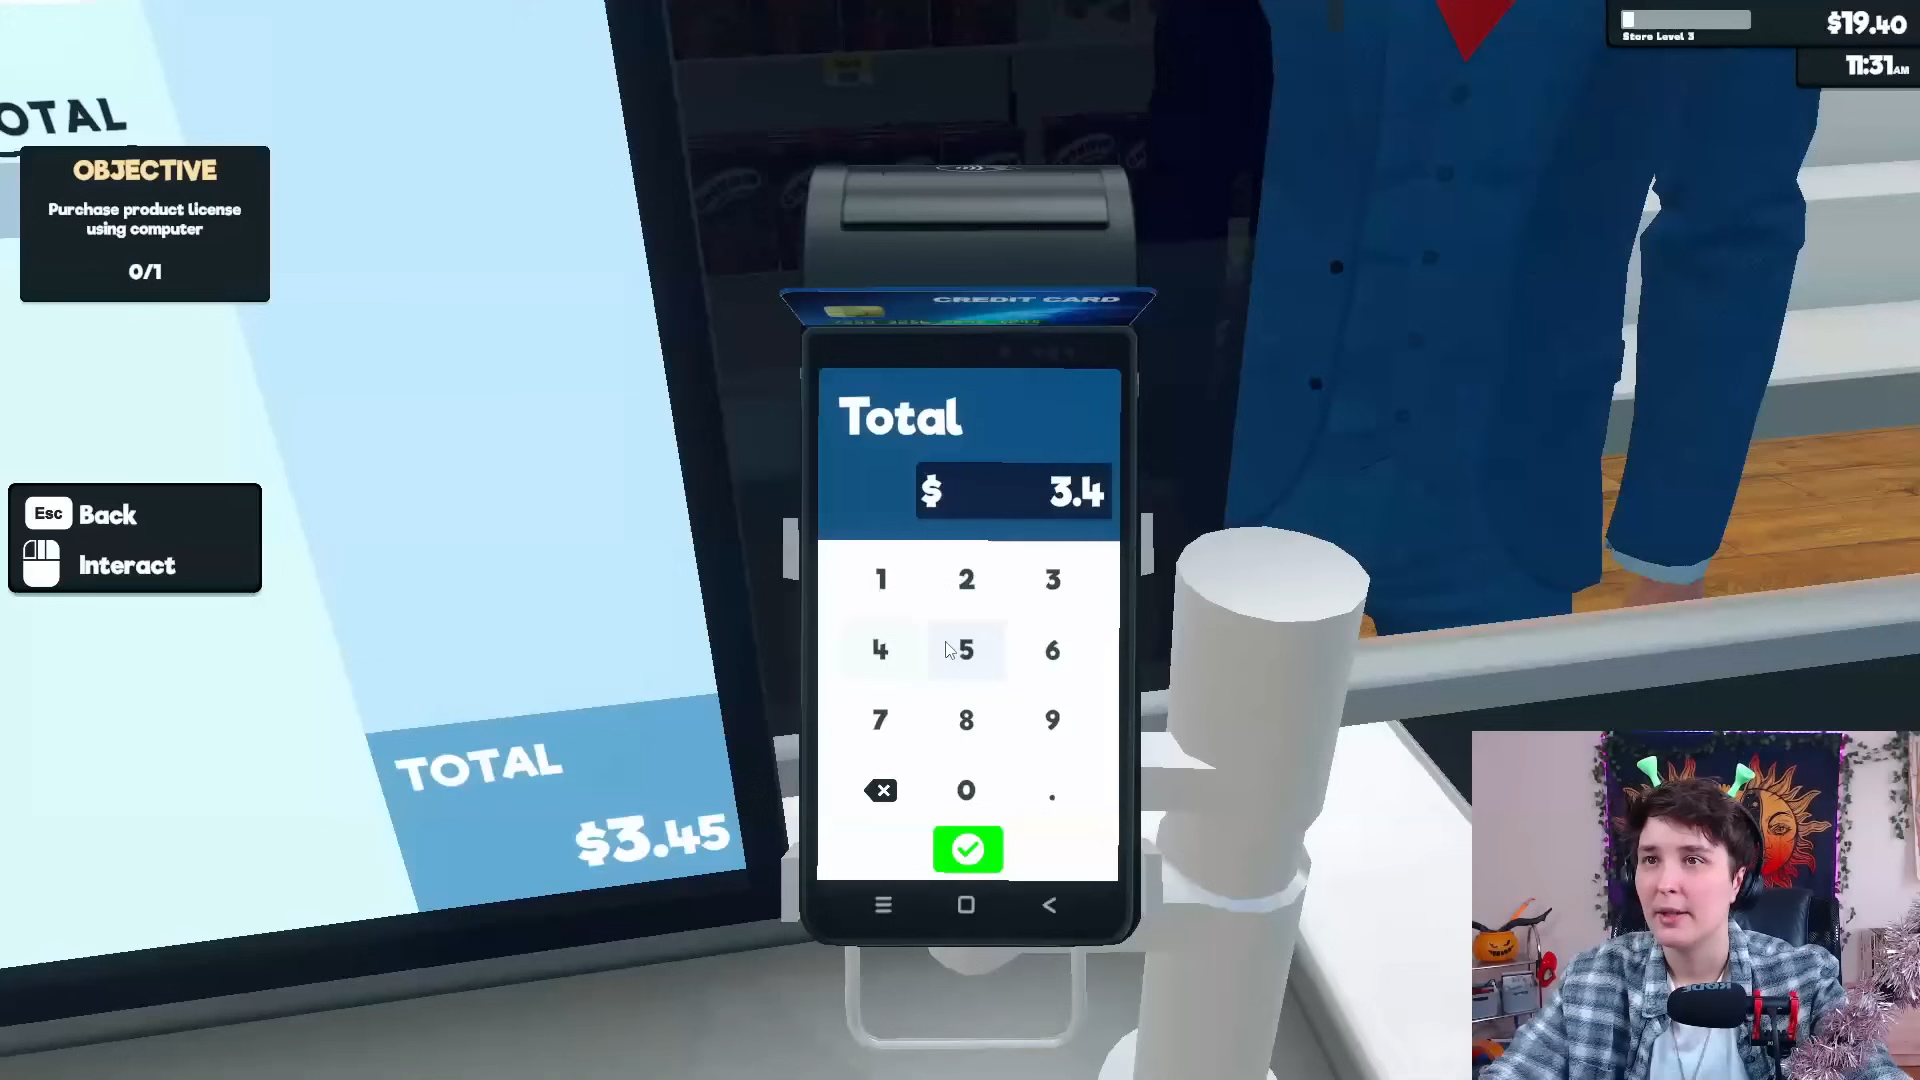 $19.40
Store Level 3
11:31AM
OTAL
OBJECTIVE
Purchase product license
using computer
0/1
CREDIT CARD
Total
$ 3.4
Esc Back
Interact
1 2 3
4 5 6
7 8 9
0 .
TOTAL
$3.45